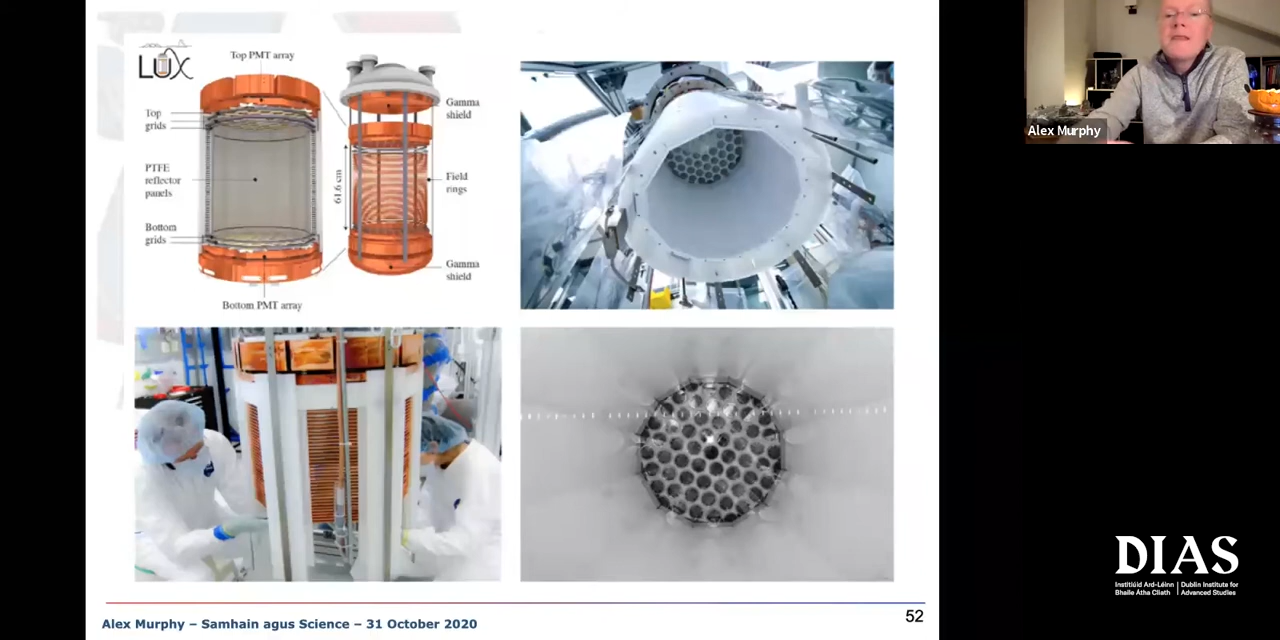 LUX
Top PMT array
Top
grids
PTFE
reflector
panels
Bottom
grids
Bottom PMT array
61.6 cm
Gamma
shield
Field
rings
Gamma
shield
Alex Murphy
DIAS
Institiúid Ard-Léinn
Bhaile Átha Cliath
Dublin Institute for
Advanced Studies
Alex Murphy – Samhain agus Science – 31 October 2020
52